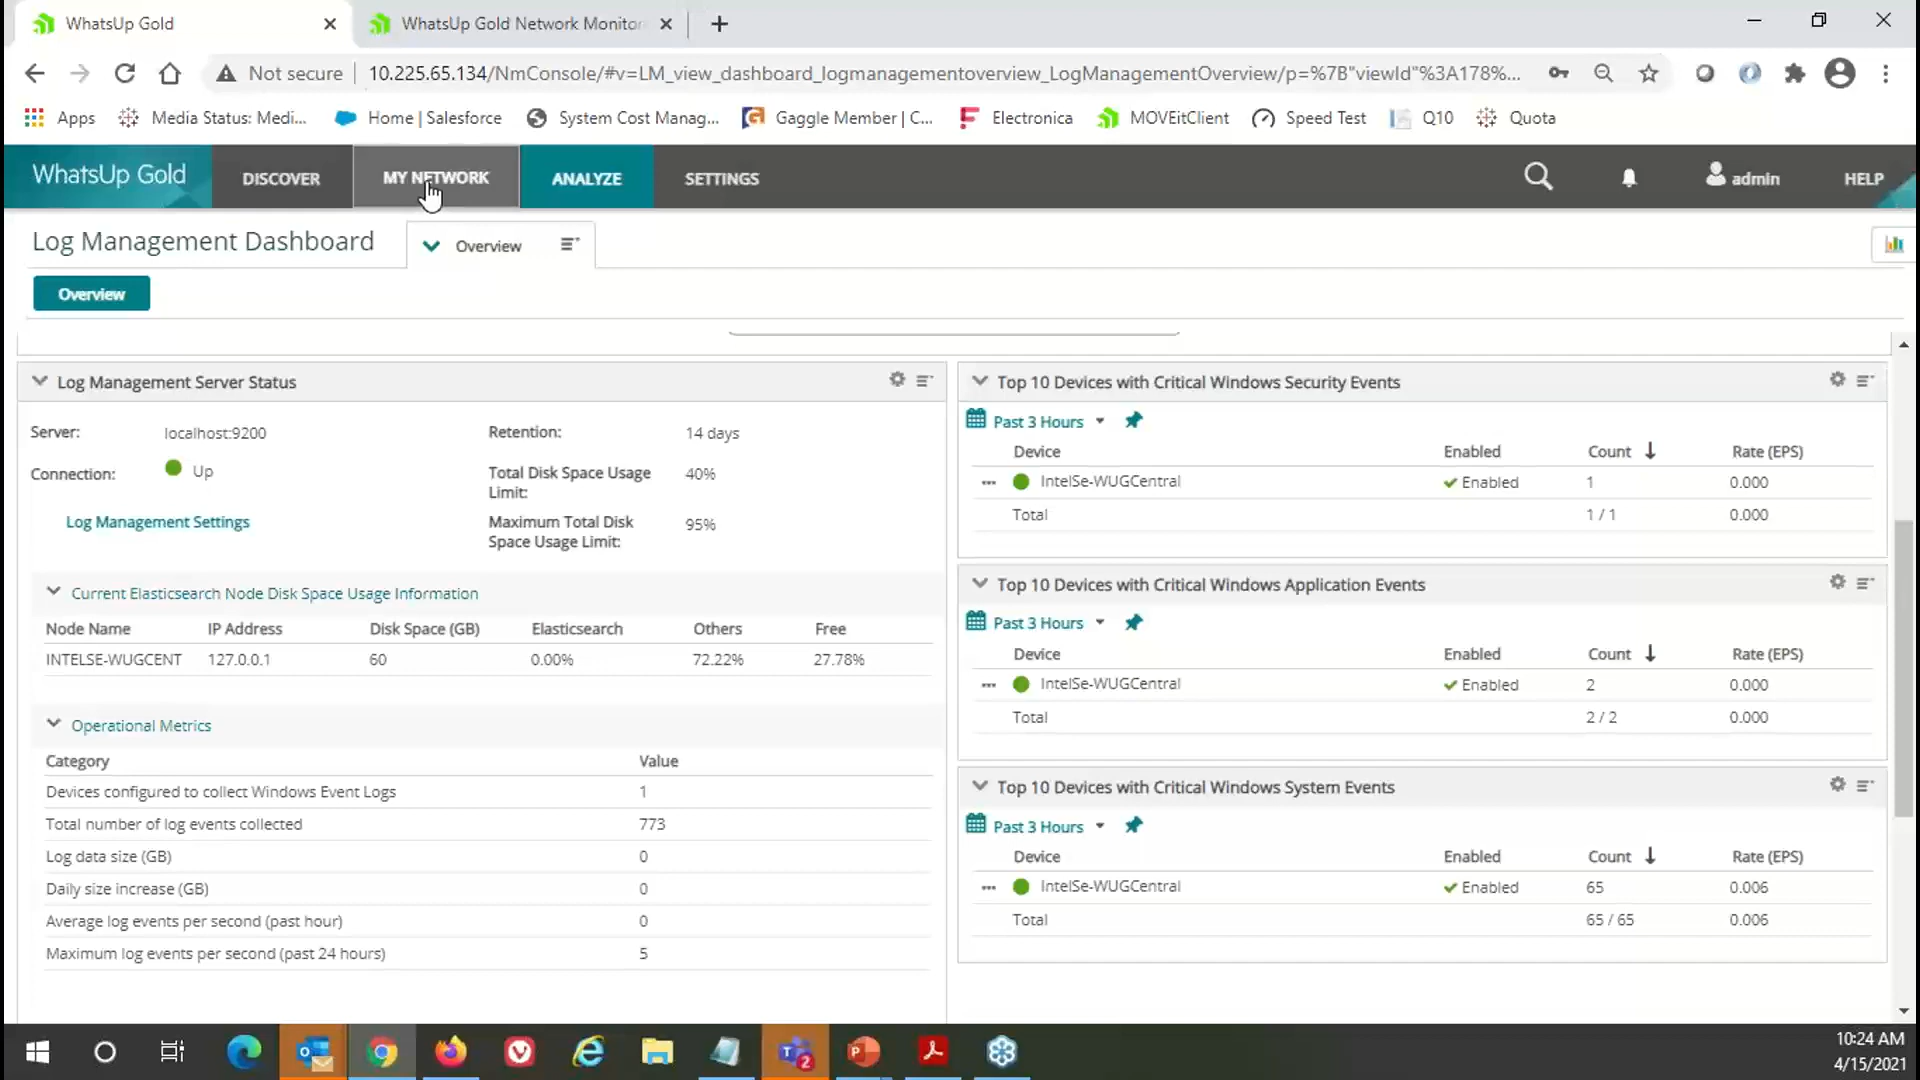 WhatsUp Gold
WhatsUp Gold Network Monitor
Not secure
10.225.65.134/NmConsole/#v=LM_view_dashboard_logmanagementoverview_LogManagementOverview/p=%7B"viewId"%3A178%...
Apps
Media Status: Medi...
Home | Salesforce
System Cost Manag...
Gaggle Member | C...
Electronica
MOVEitClient
Speed Test
Q10
Quota
WhatsUp Gold
DISCOVER
MY NETWORK
ANALYZE
SETTINGS
admin
HELP
Log Management Dashboard
Overview
Overview
Log Management Server Status
Server: localhost:9200
Retention: 14 days
Connection: Up
Total Disk Space Usage
Limit: 40%
Log Management Settings
Maximum Total Disk
Space Usage Limit: 95%
Current Elasticsearch Node Disk Space Usage Information
Node Name IP Address Disk Space (GB) Elasticsearch Others Free
INTELSE-WUGCENT 127.0.0.1 60 0.00% 72.22% 27.78%
Operational Metrics
Category Value
Devices configured to collect Windows Event Logs 1
Total number of log events collected 773
Log data size (GB) 0
Daily size increase (GB) 0
Average log events per second (past hour) 0
Maximum log events per second (past 24 hours) 5
Top 10 Devices with Critical Windows Security Events
Past 3 Hours
Device Enabled Count Rate (EPS)
IntelSe-WUGCentral Enabled 1 0.000
Total 1 / 1 0.000
Top 10 Devices with Critical Windows Application Events
Past 3 Hours
Device Enabled Count Rate (EPS)
IntelSe-WUGCentral Enabled 2 0.000
Total 2 / 2 0.000
Top 10 Devices with Critical Windows System Events
Past 3 Hours
Device Enabled Count Rate (EPS)
IntelSe-WUGCentral Enabled 65 0.006
Total 65 / 65 0.006
10:24 AM
4/15/2021